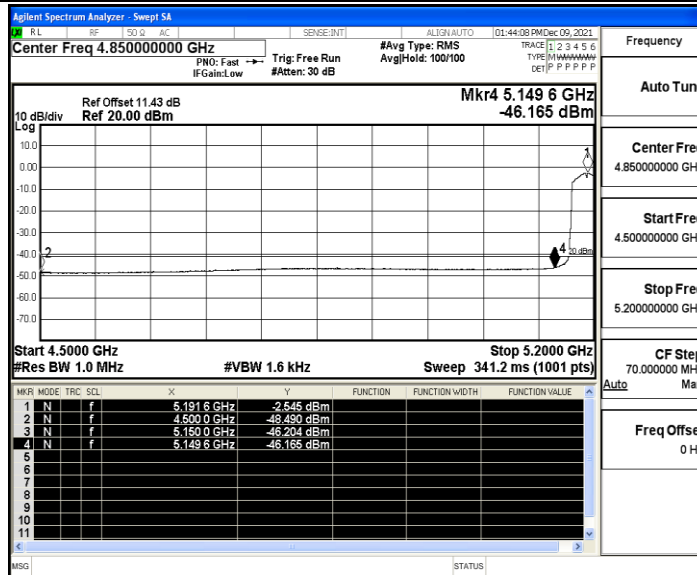 Agilent Spectrum Analyzer - Swept SA
RL RF 50 Ω AC SENSE:INT ALIGN AUTO 01:44:08 PM Dec 09, 2021
Center Freq 4.850000000 GHz
PNO: Fast
IFGain:Low
Trig: Free Run
#Atten: 30 dB
#Avg Type: RMS
Avg|Hold: 100/100
TRACE 1 2 3 4 5 6
TYPE M WWWWW
DET P P P P P P
Mkr4 5.149 6 GHz
-46.165 dBm
Ref Offset 11.43 dB
10 dB/div Ref 20.00 dBm
Log
10.0
0.00
-10.0
-20.0
-30.0
-40.0
-50.0
-60.0
-70.0
1
2
4
Start 4.5000 GHz Stop 5.2000 GHz
#Res BW 1.0 MHz #VBW 1.6 kHz Sweep 341.2 ms (1001 pts)
MKR MODE TRC SCL X Y FUNCTION FUNCTION WIDTH FUNCTION VALUE
1 N f 5.191 6 GHz -2.545 dBm
2 N f 4.500 0 GHz -48.490 dBm
3 N f 5.150 0 GHz -46.204 dBm
4 N f 5.149 6 GHz -46.165 dBm
5
6
7
8
9
10
11
MSG STATUS
Frequency
Auto Tun
Center Fre
4.850000000 GH
Start Fre
4.500000000 GH
Stop Fre
5.200000000 GH
CF Step
70.000000 MH
Auto Ma
Freq Offse
0 H